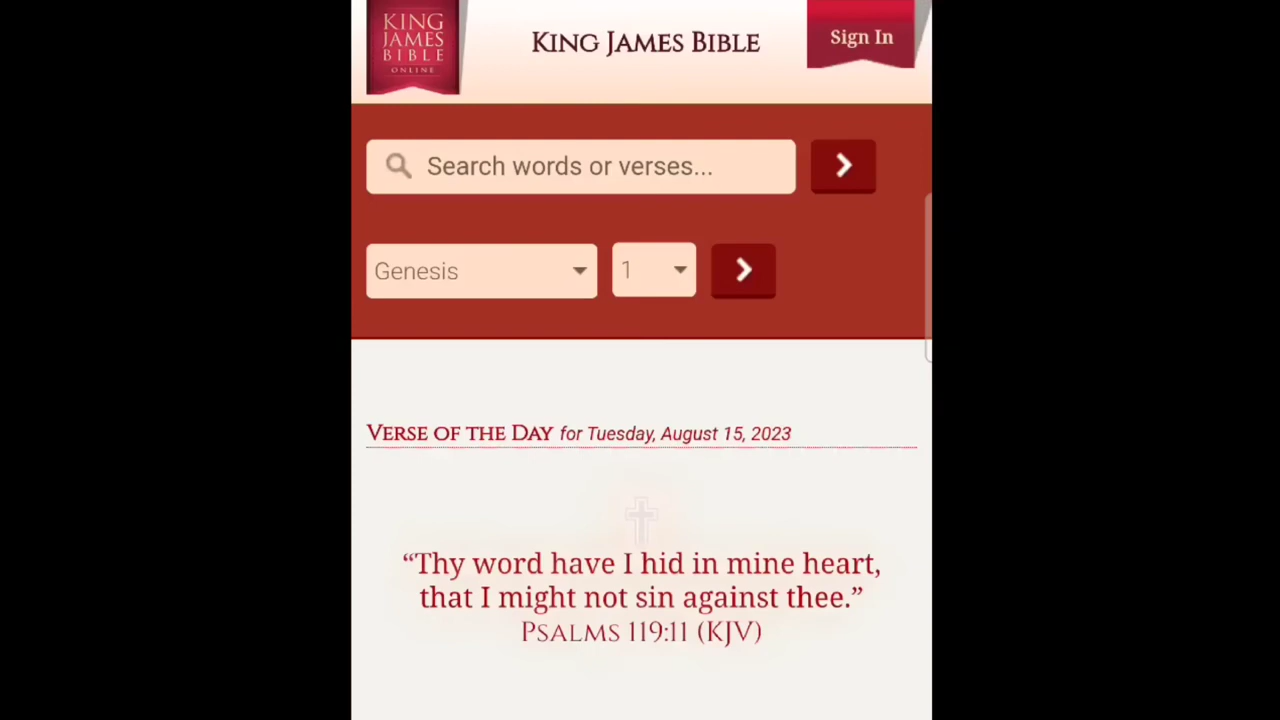 KING
JAMES
BIBLE
ONLINE
King James Bible
Sign In
Search words or verses...
Genesis
1
Verse of the Day for Tuesday, August 15, 2023
“Thy word have I hid in mine heart,
that I might not sin against thee.”
Psalms 119:11 (KJV)